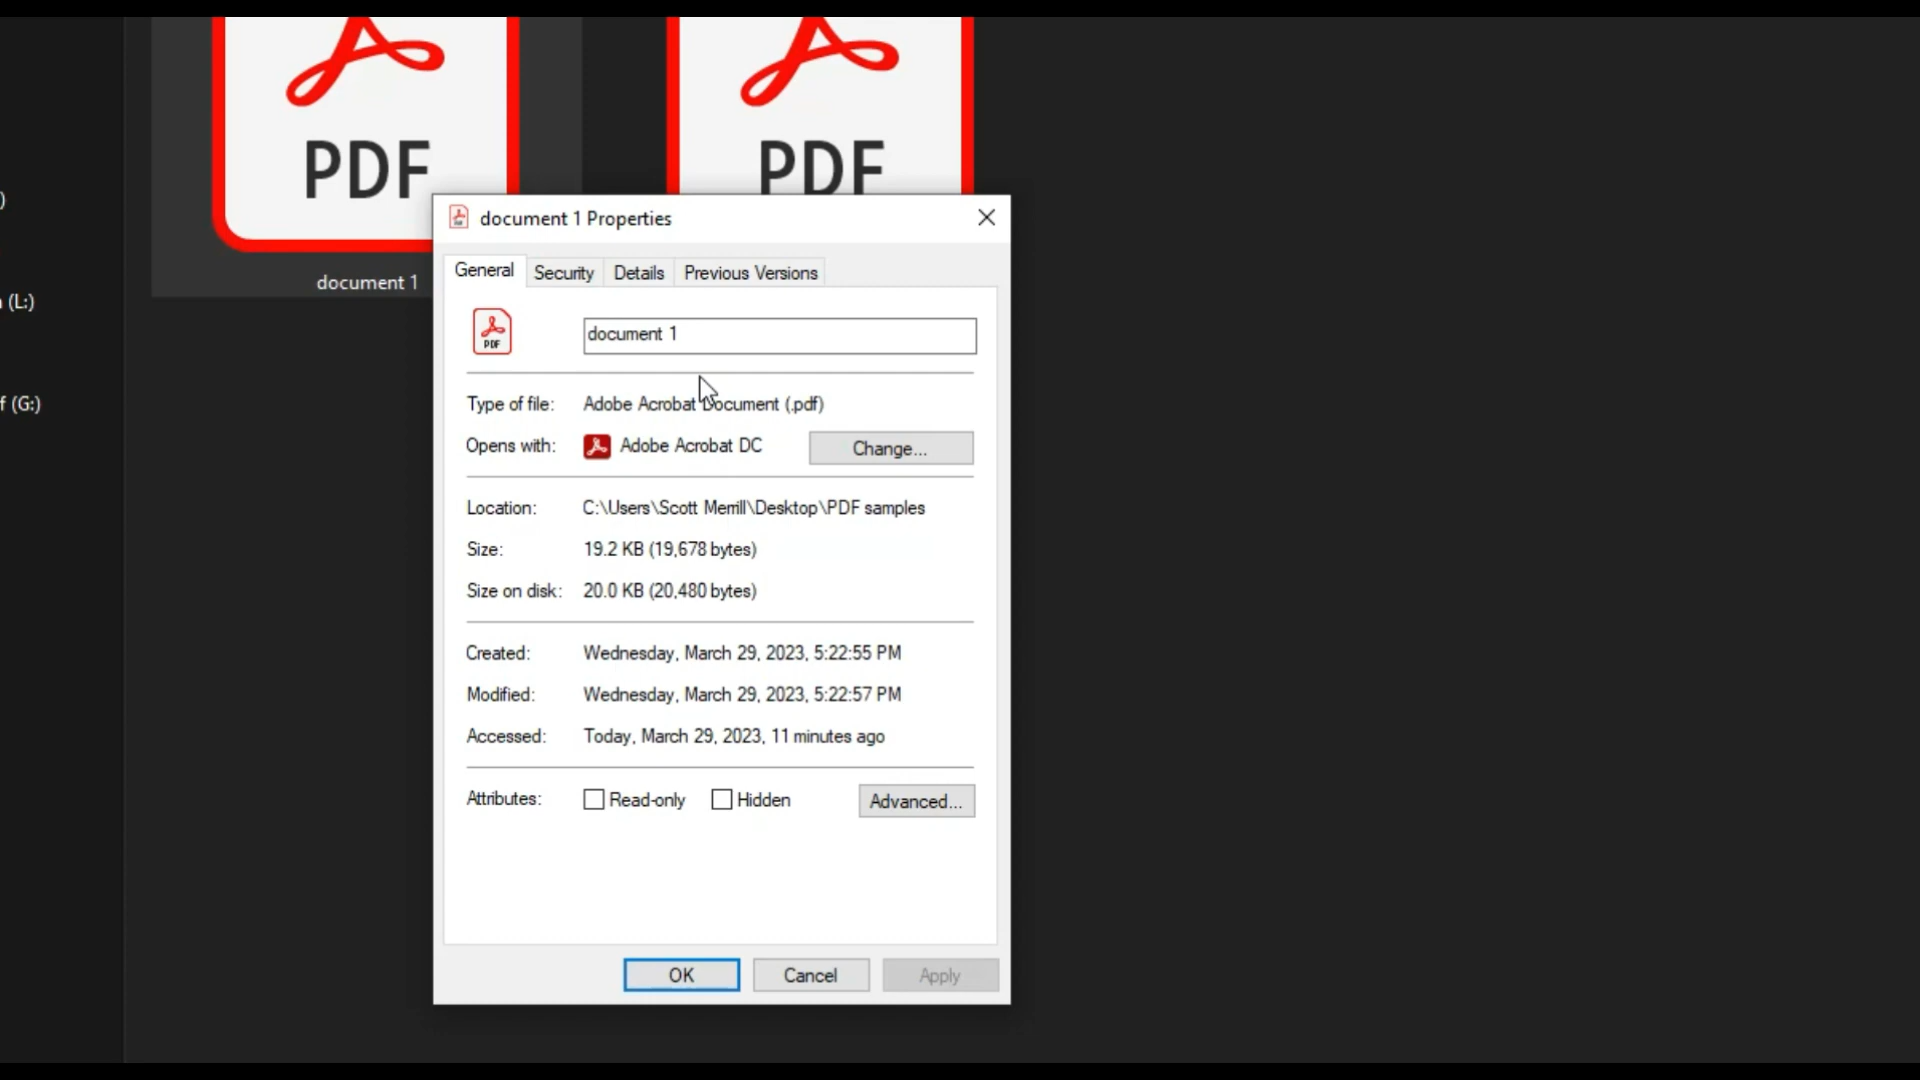 PDF
PDF
document 1
)
(L:)
f (G:)
document 1 Properties
General Security Details Previous Versions
PDF
document 1
Type of file: Adobe Acrobat Document (.pdf)
Opens with: Adobe Acrobat DC Change...
Location: C:\Users\Scott Merrill\Desktop\PDF samples
Size: 19.2 KB (19,678 bytes)
Size on disk: 20.0 KB (20,480 bytes)
Created: Wednesday, March 29, 2023, 5:22:55 PM
Modified: Wednesday, March 29, 2023, 5:22:57 PM
Accessed: Today, March 29, 2023, 11 minutes ago
Attributes: Read-only Hidden Advanced...
OK Cancel Apply